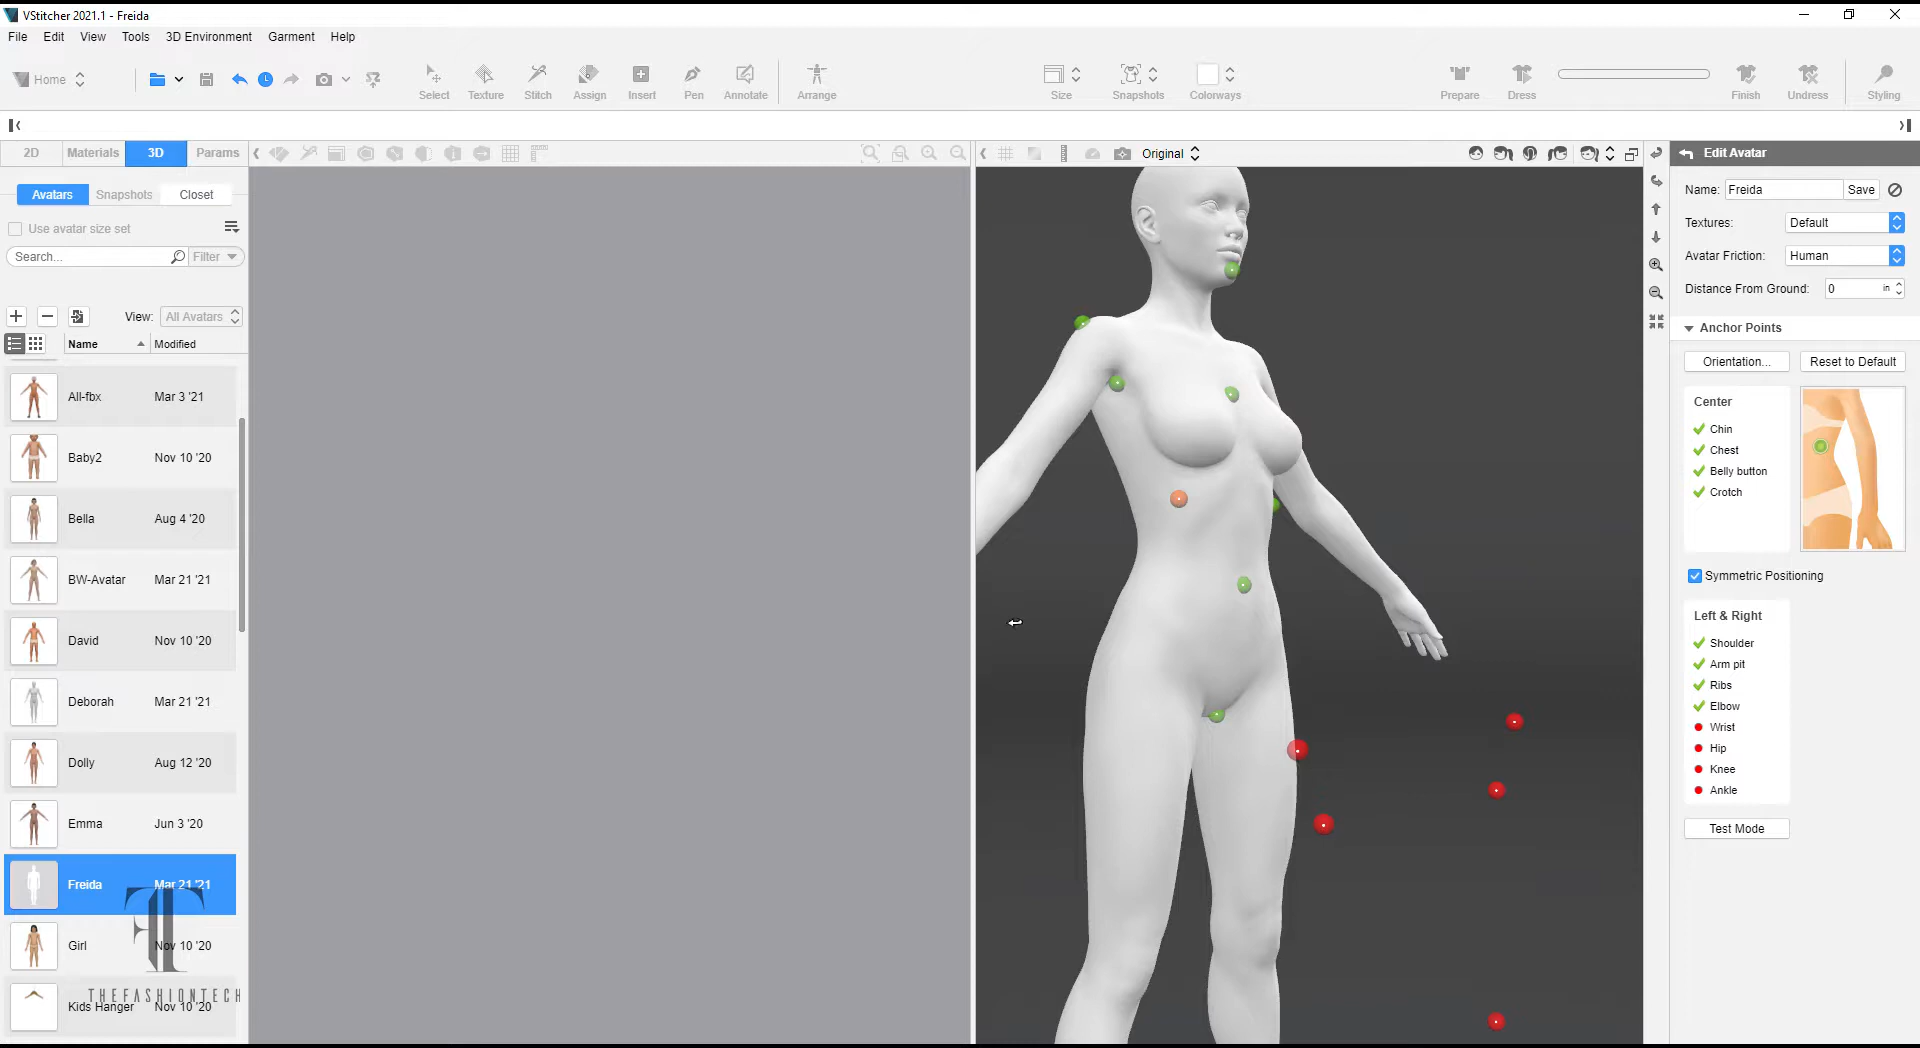 VStitcher 2021.1 - Freida
File Edit View Tools 3D Environment Garment Help
Home
Select Texture Stitch Assign Insert Pen Annotate Arrange Size Snapshots Colorways Prepare Dress Finish Undress Styling
2D Materials 3D Params
Original
Edit Avatar
Avatars Snapshots Closet
Name: Freida Save
Use avatar size set
Textures: Default
Search... Filter
Avatar Friction: Human
Distance From Ground: 0 in
View: All Avatars
Anchor Points
Name Modified
Orientation... Reset to Default
All-fbx Mar 3 '21
Center
Chin
Chest
Baby2 Nov 10 '20
Belly button
Crotch
Bella Aug 4 '20
BW-Avatar Mar 21 '21
Symmetric Positioning
Left & Right
David Nov 10 '20
Shoulder
Arm pit
Ribs
Deborah Mar 21 '21
Elbow
Wrist
Hip
Dolly Aug 12 '20
Knee
Ankle
Emma Jun 3 '20
Test Mode
Freida Mar 21 '21
Girl Nov 10 '20
THEFASHIONTECH
Kids Hanger Nov 10 '20